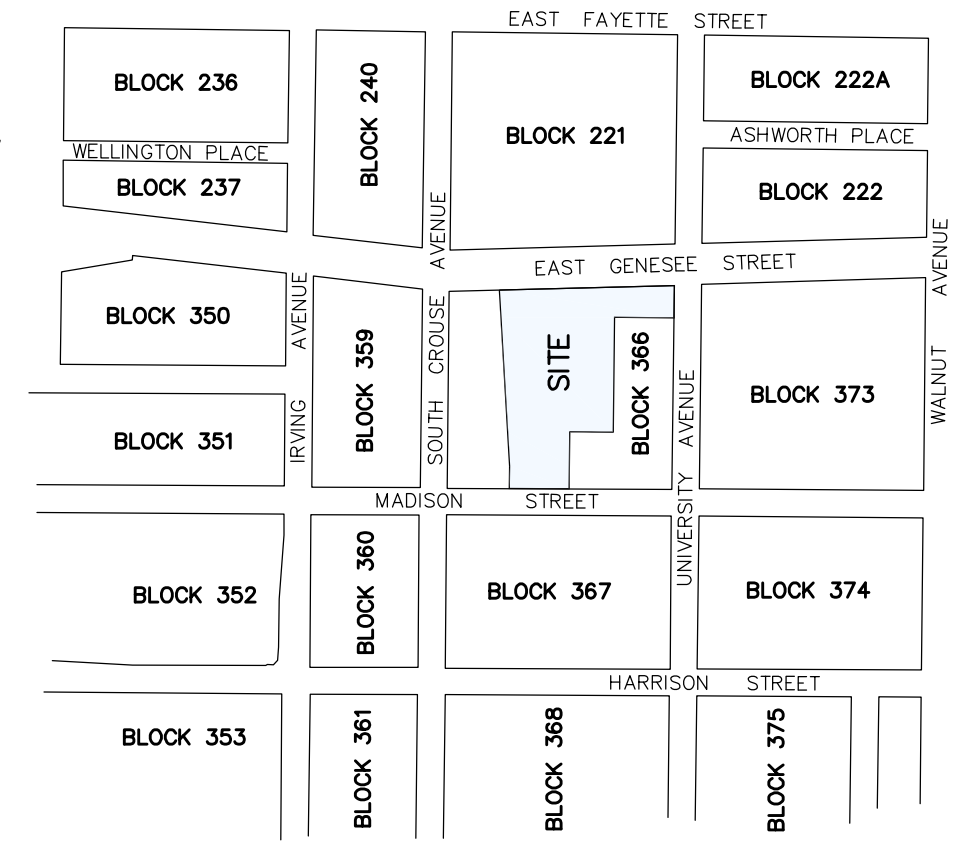 EAST FAYETTE STREET
BLOCK 236
BLOCK 240
BLOCK 221
BLOCK 222A
ASHWORTH PLACE
WELLINGTON PLACE
BLOCK 237
BLOCK 222
SOUTH CROUSE AVENUE
EAST GENESEE STREET
WALNUT AVENUE
IRVING AVENUE
BLOCK 350
BLOCK 359
SITE
BLOCK 366
UNIVERSITY AVENUE
BLOCK 373
BLOCK 351
MADISON STREET
BLOCK 352
BLOCK 360
BLOCK 367
BLOCK 374
HARRISON STREET
BLOCK 353
BLOCK 361
BLOCK 368
BLOCK 375